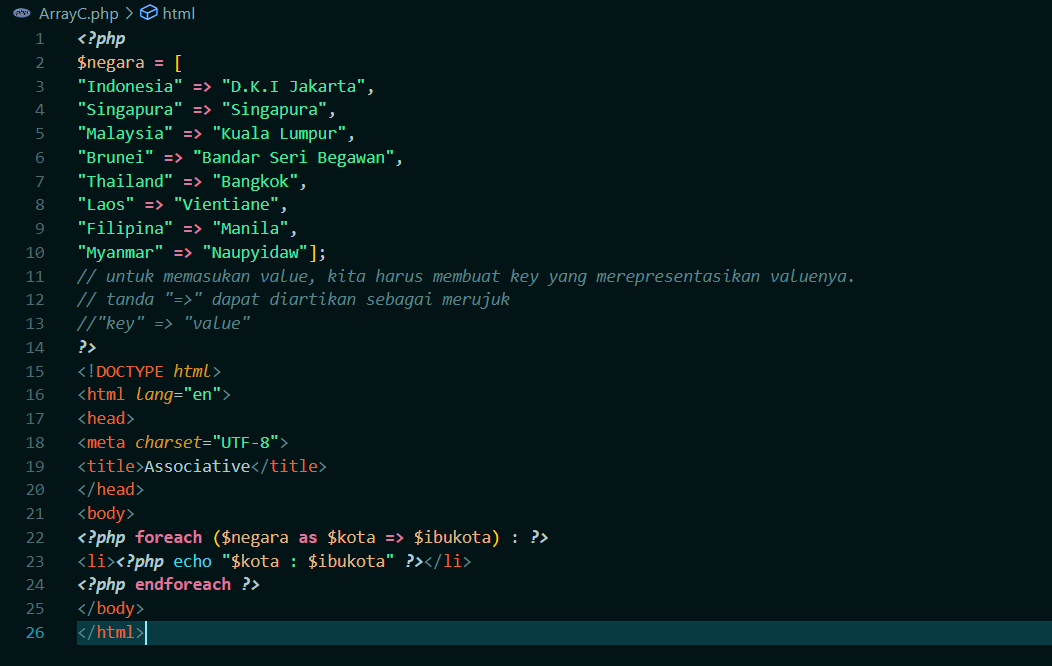 php ArrayC.php > html
1 <?php
2 $negara = [
3 "Indonesia" => "D.K.I Jakarta",
4 "Singapura" => "Singapura",
5 "Malaysia" => "Kuala Lumpur",
6 "Brunei" => "Bandar Seri Begawan",
7 "Thailand" => "Bangkok",
8 "Laos" => "Vientiane",
9 "Filipina" => "Manila",
10 "Myanmar" => "Naupyidaw"];
11 // untuk memasukan value, kita harus membuat key yang merepresentasikan valuenya.
12 // tanda "=>" dapat diartikan sebagai merujuk
13 //"key" => "value"
14 ?>
15 <!DOCTYPE html>
16 <html lang="en">
17 <head>
18 <meta charset="UTF-8">
19 <title>Associative</title>
20 </head>
21 <body>
22 <?php foreach ($negara as $kota => $ibukota) : ?>
23 <li><?php echo "$kota : $ibukota" ?></li>
24 <?php endforeach ?>
25 </body>
26 </html>